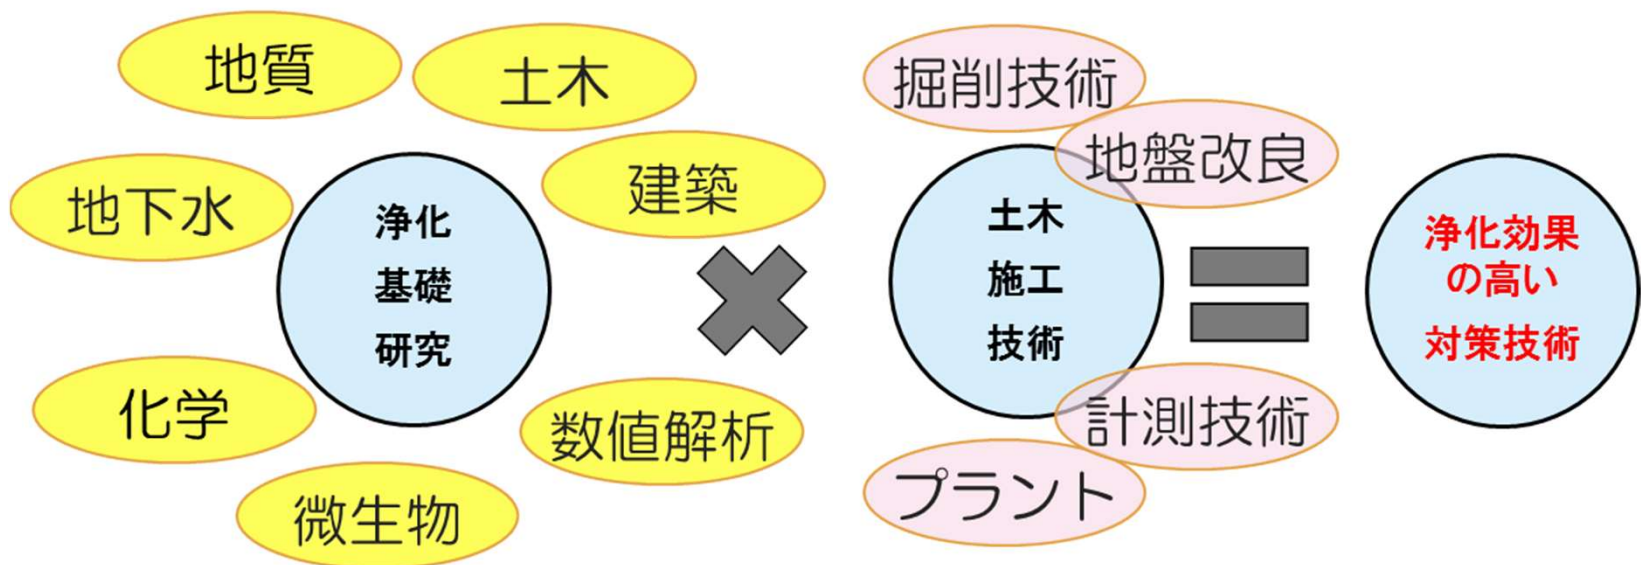 地質
土木
建築
地下水
浄化
基礎
研究
化学
数値解析
微生物
掘削技術
地盤改良
土木
施工
技術
計測技術
プラント
浄化効果
の高い
対策技術